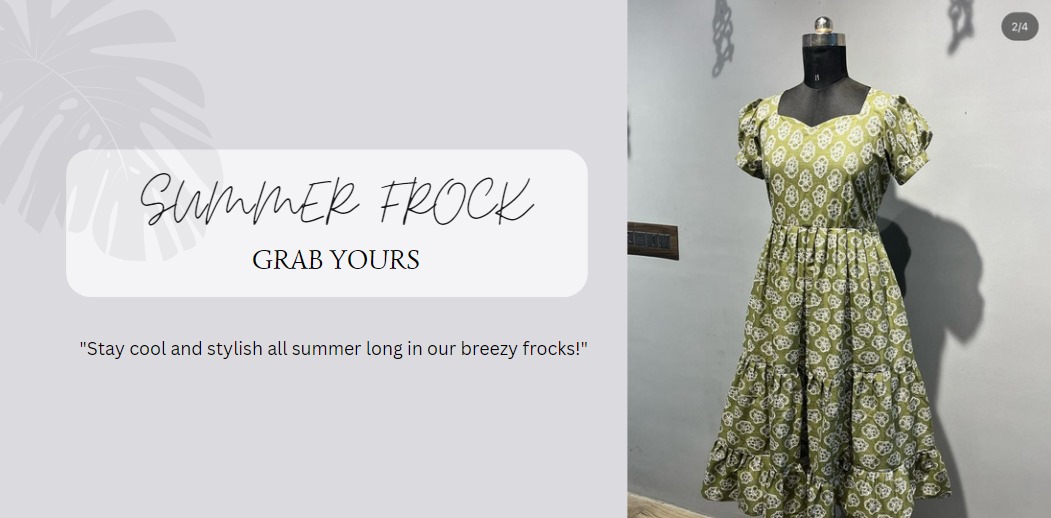 SUMMER FROCK
GRAB YOURS
"Stay cool and stylish all summer long in our breezy frocks!"
2/4